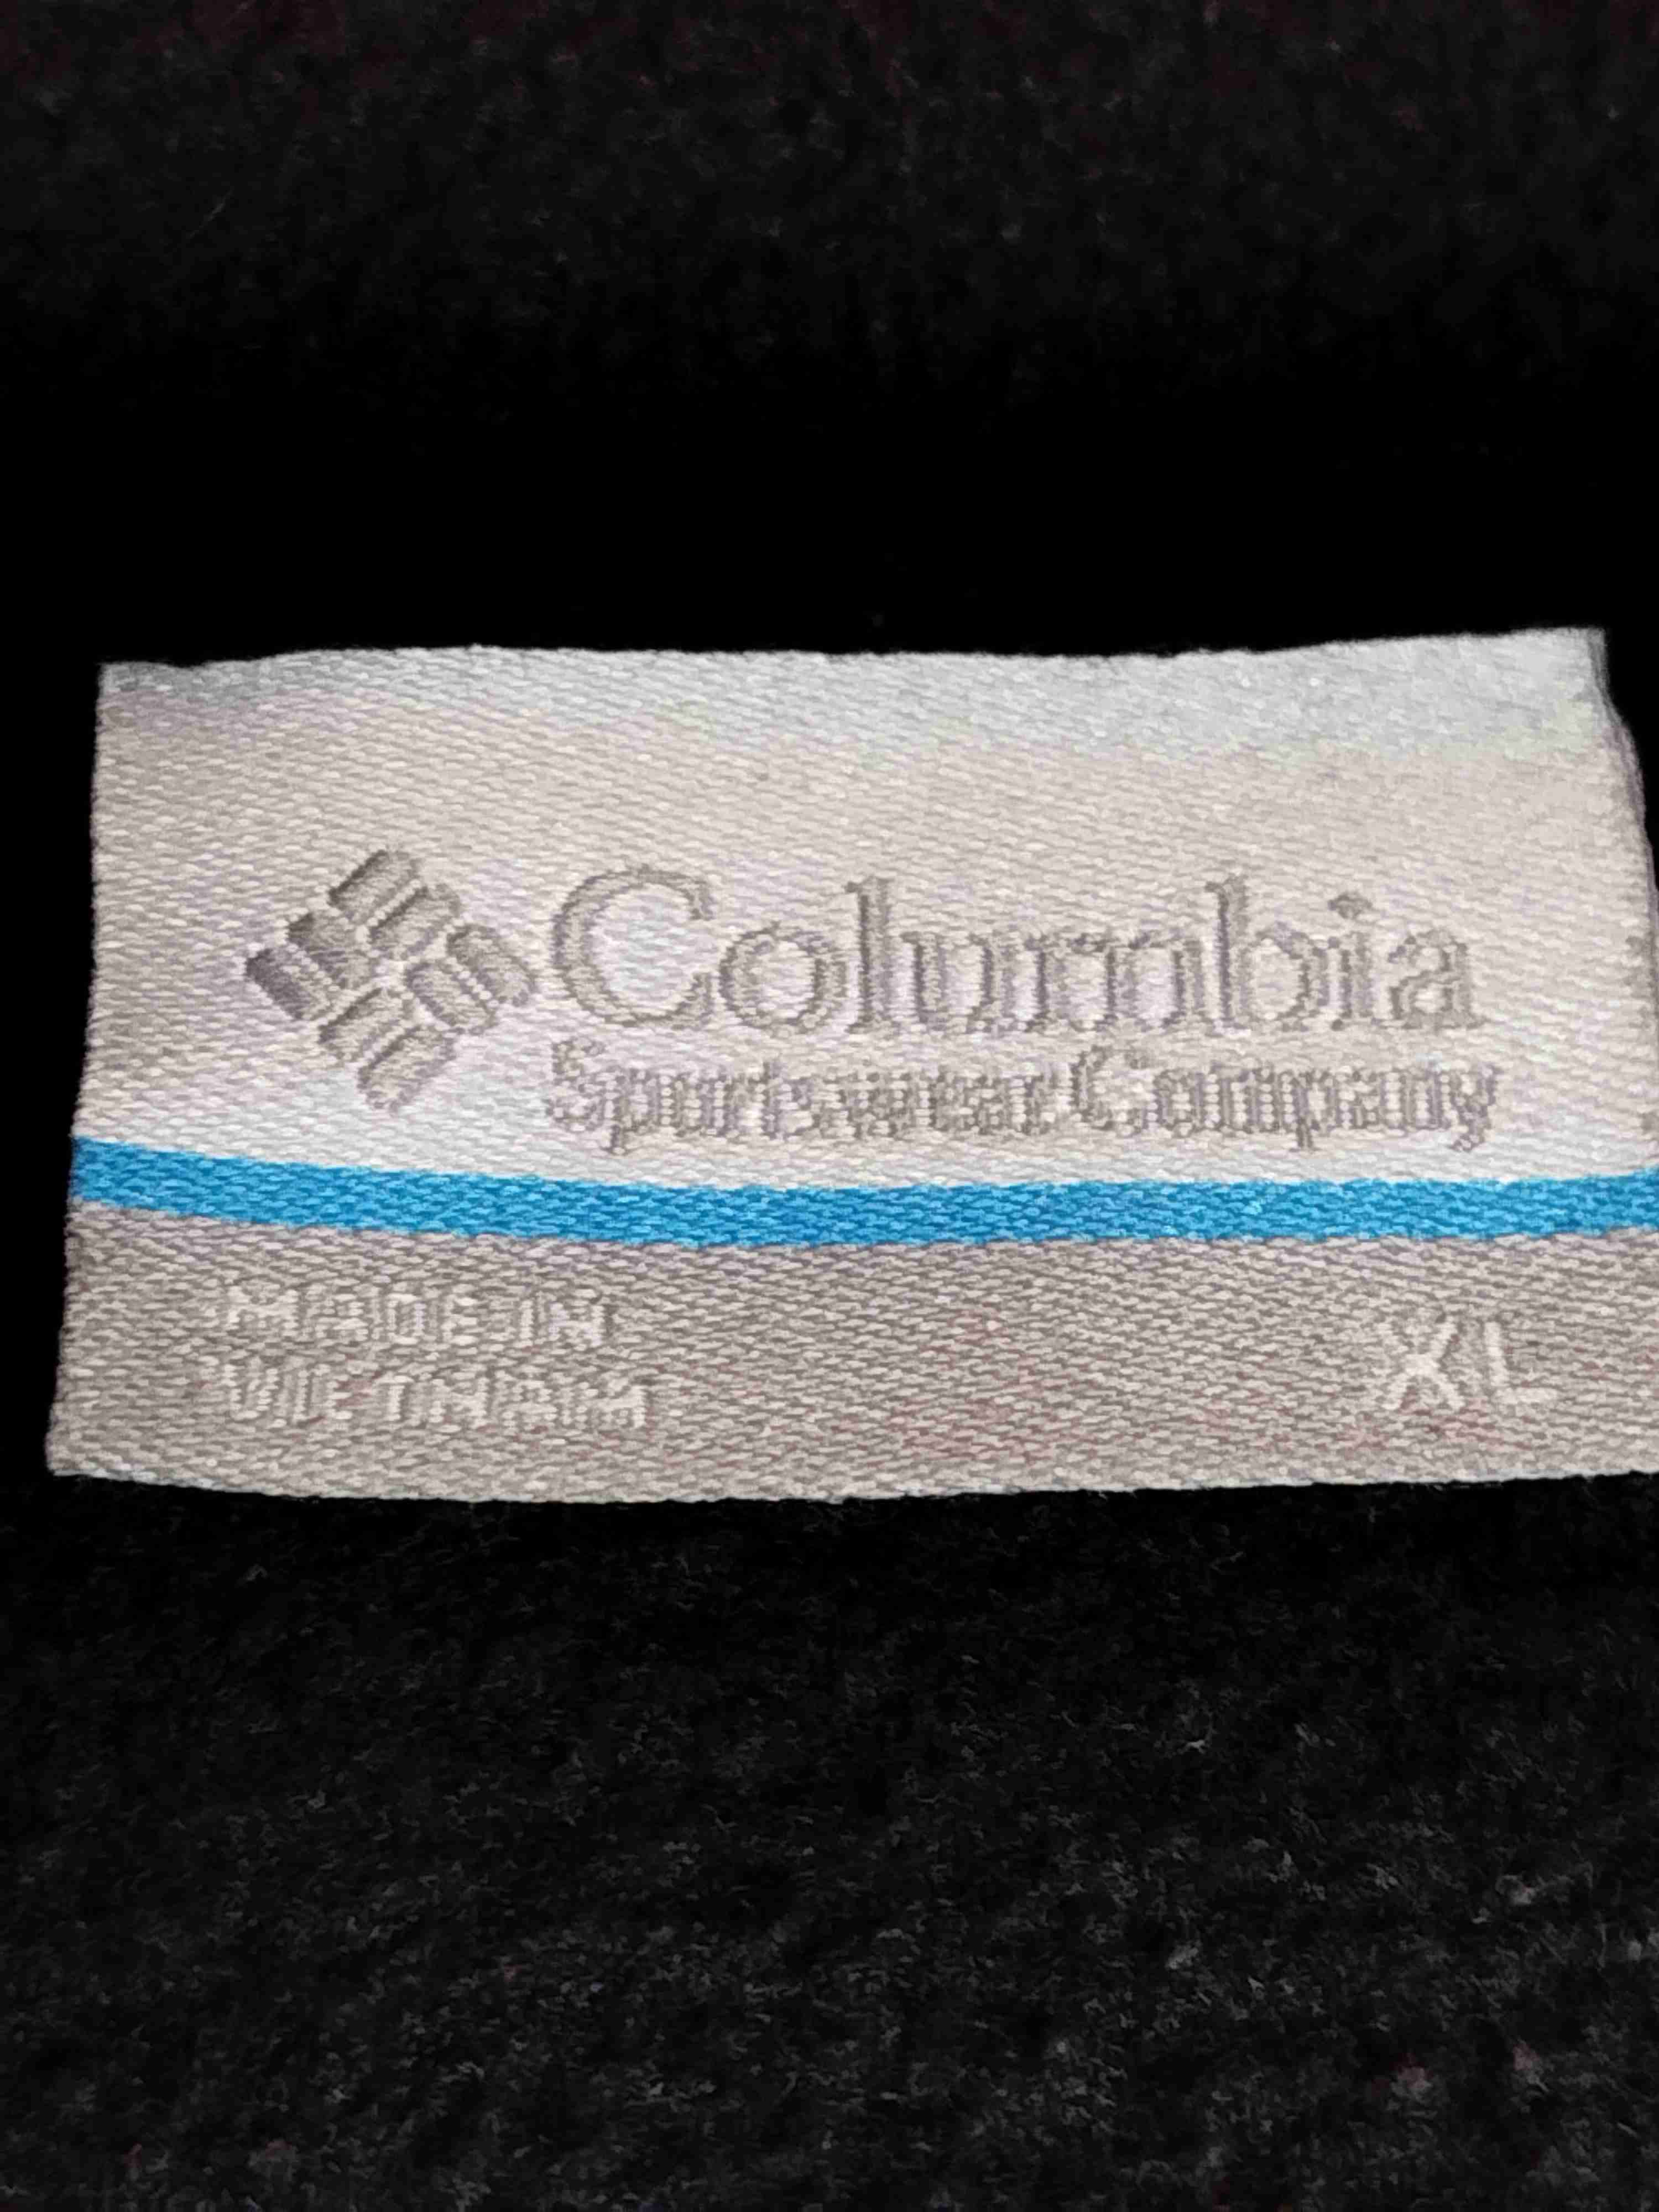 Columbia
Sportswear Company
MADE IN
VIETNAM
XL